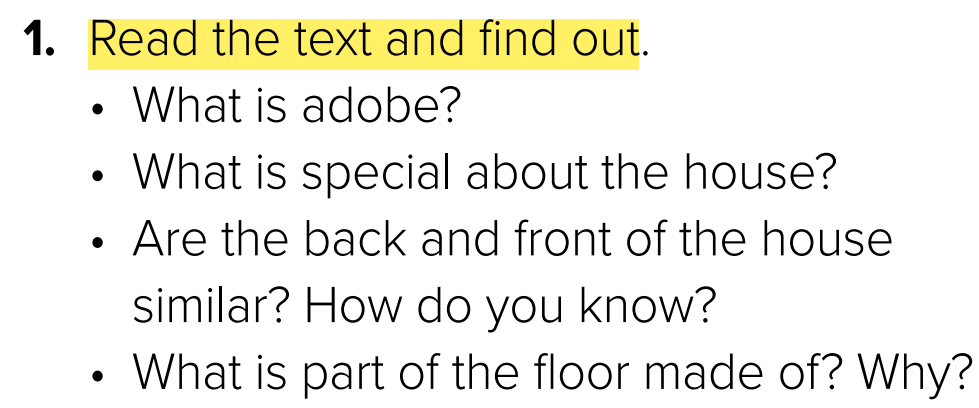 1. Read the text and find out.
• What is adobe?
• What is special about the house?
• Are the back and front of the house
similar? How do you know?
• What is part of the floor made of? Why?